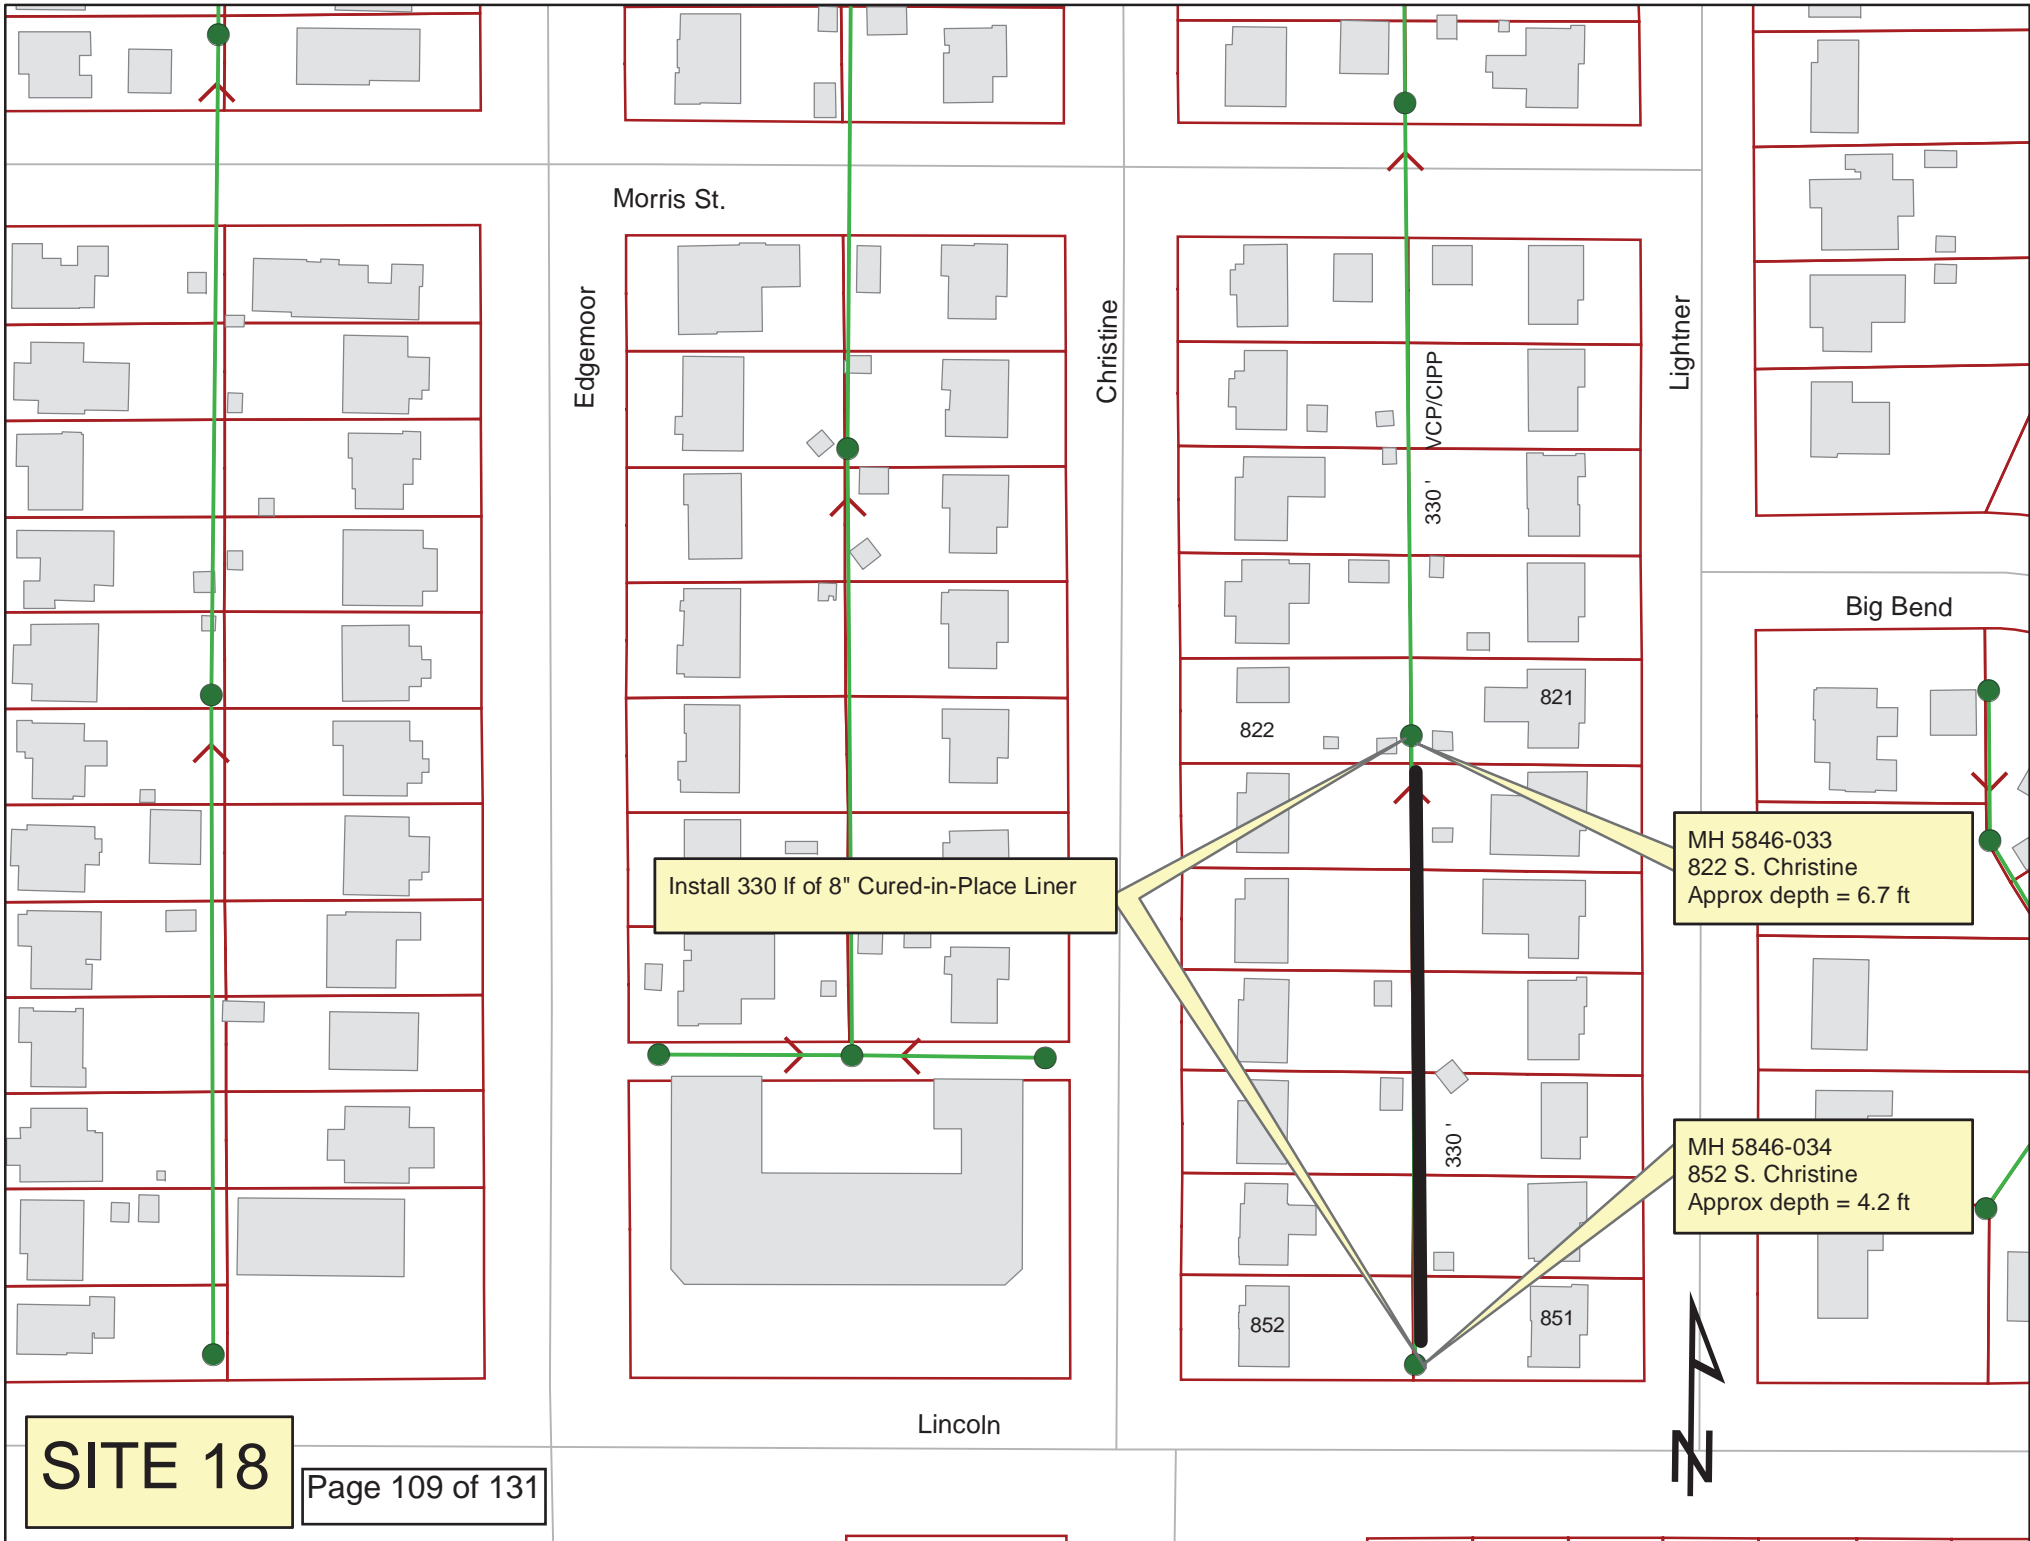 Morris St.
Edgemoor
Christine
Lightner
VCP/CIPP
330 '
Big Bend
821
822
MH 5846-033
822 S. Christine
Approx depth = 6.7 ft
Install 330 lf of 8" Cured-in-Place Liner
330 '
MH 5846-034
852 S. Christine
Approx depth = 4.2 ft
852
851
Lincoln
N
SITE 18
Page 109 of 131